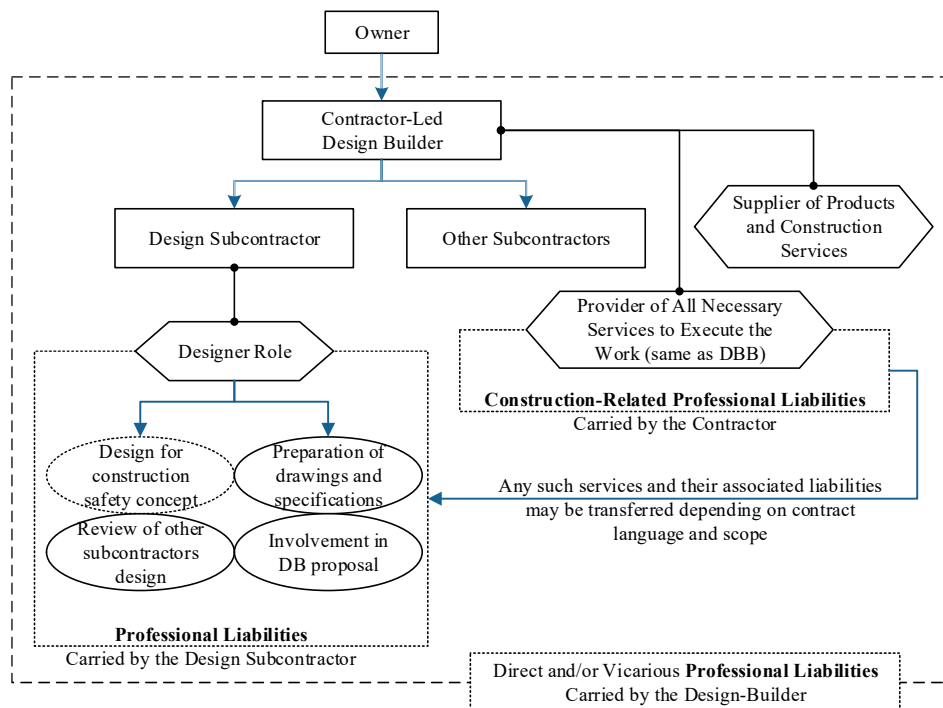 Owner
Contractor-Led
Design Builder
Design Subcontractor
Other Subcontractors
Supplier of Products
and Construction
Services
Provider of All Necessary
Services to Execute the
Work (same as DBB)
Designer Role
Construction-Related Professional Liabilities
Carried by the Contractor
Design for
construction
safety concept
Preparation of
drawings and
specifications
Review of other
subcontractors
design
Involvement in
DB proposal
Any such services and their associated liabilities
may be transferred depending on contract
language and scope
Professional Liabilities
Carried by the Design Subcontractor
Direct and/or Vicarious Professional Liabilities
Carried by the Design-Builder